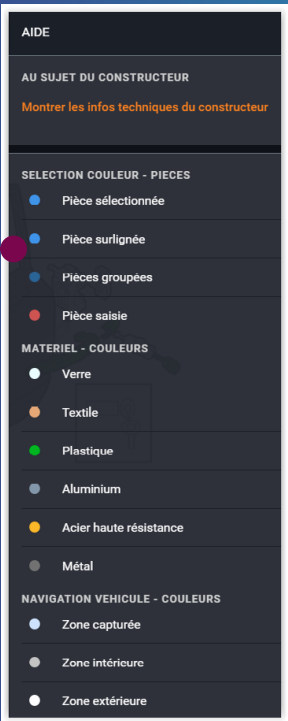 AIDE
AU SUJET DU CONSTRUCTEUR
Montrer les infos techniques du constructeur
SELECTION COULEUR - PIECES
Pièce sélectionnée
Pièce surlignée
Pièces groupées
Pièce saisie
MATERIEL - COULEURS
Verre
Textile
Plastique
Aluminium
Acier haute résistance
Métal
NAVIGATION VEHICULE - COULEURS
Zone capturée
Zone intérieure
Zone extérieure